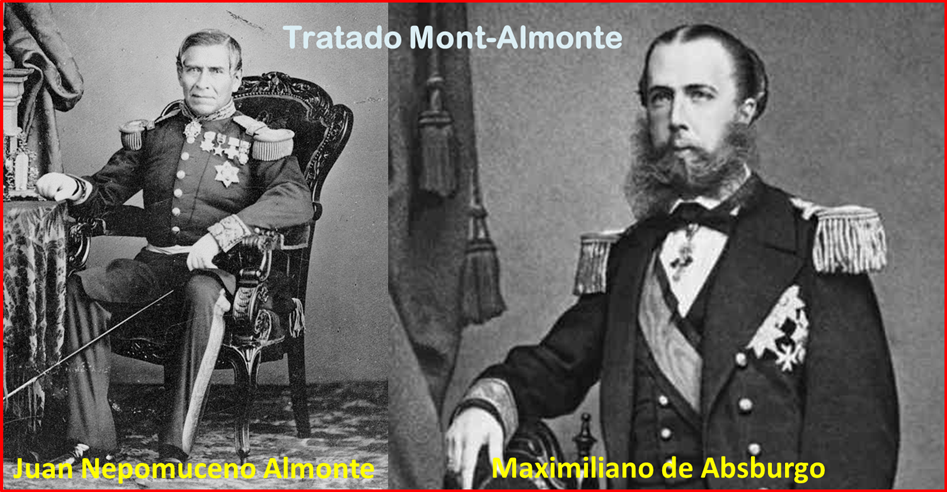 Tratado Mont-Almonte
Juan Nepomuceno Almonte
Maximiliano de Absburgo